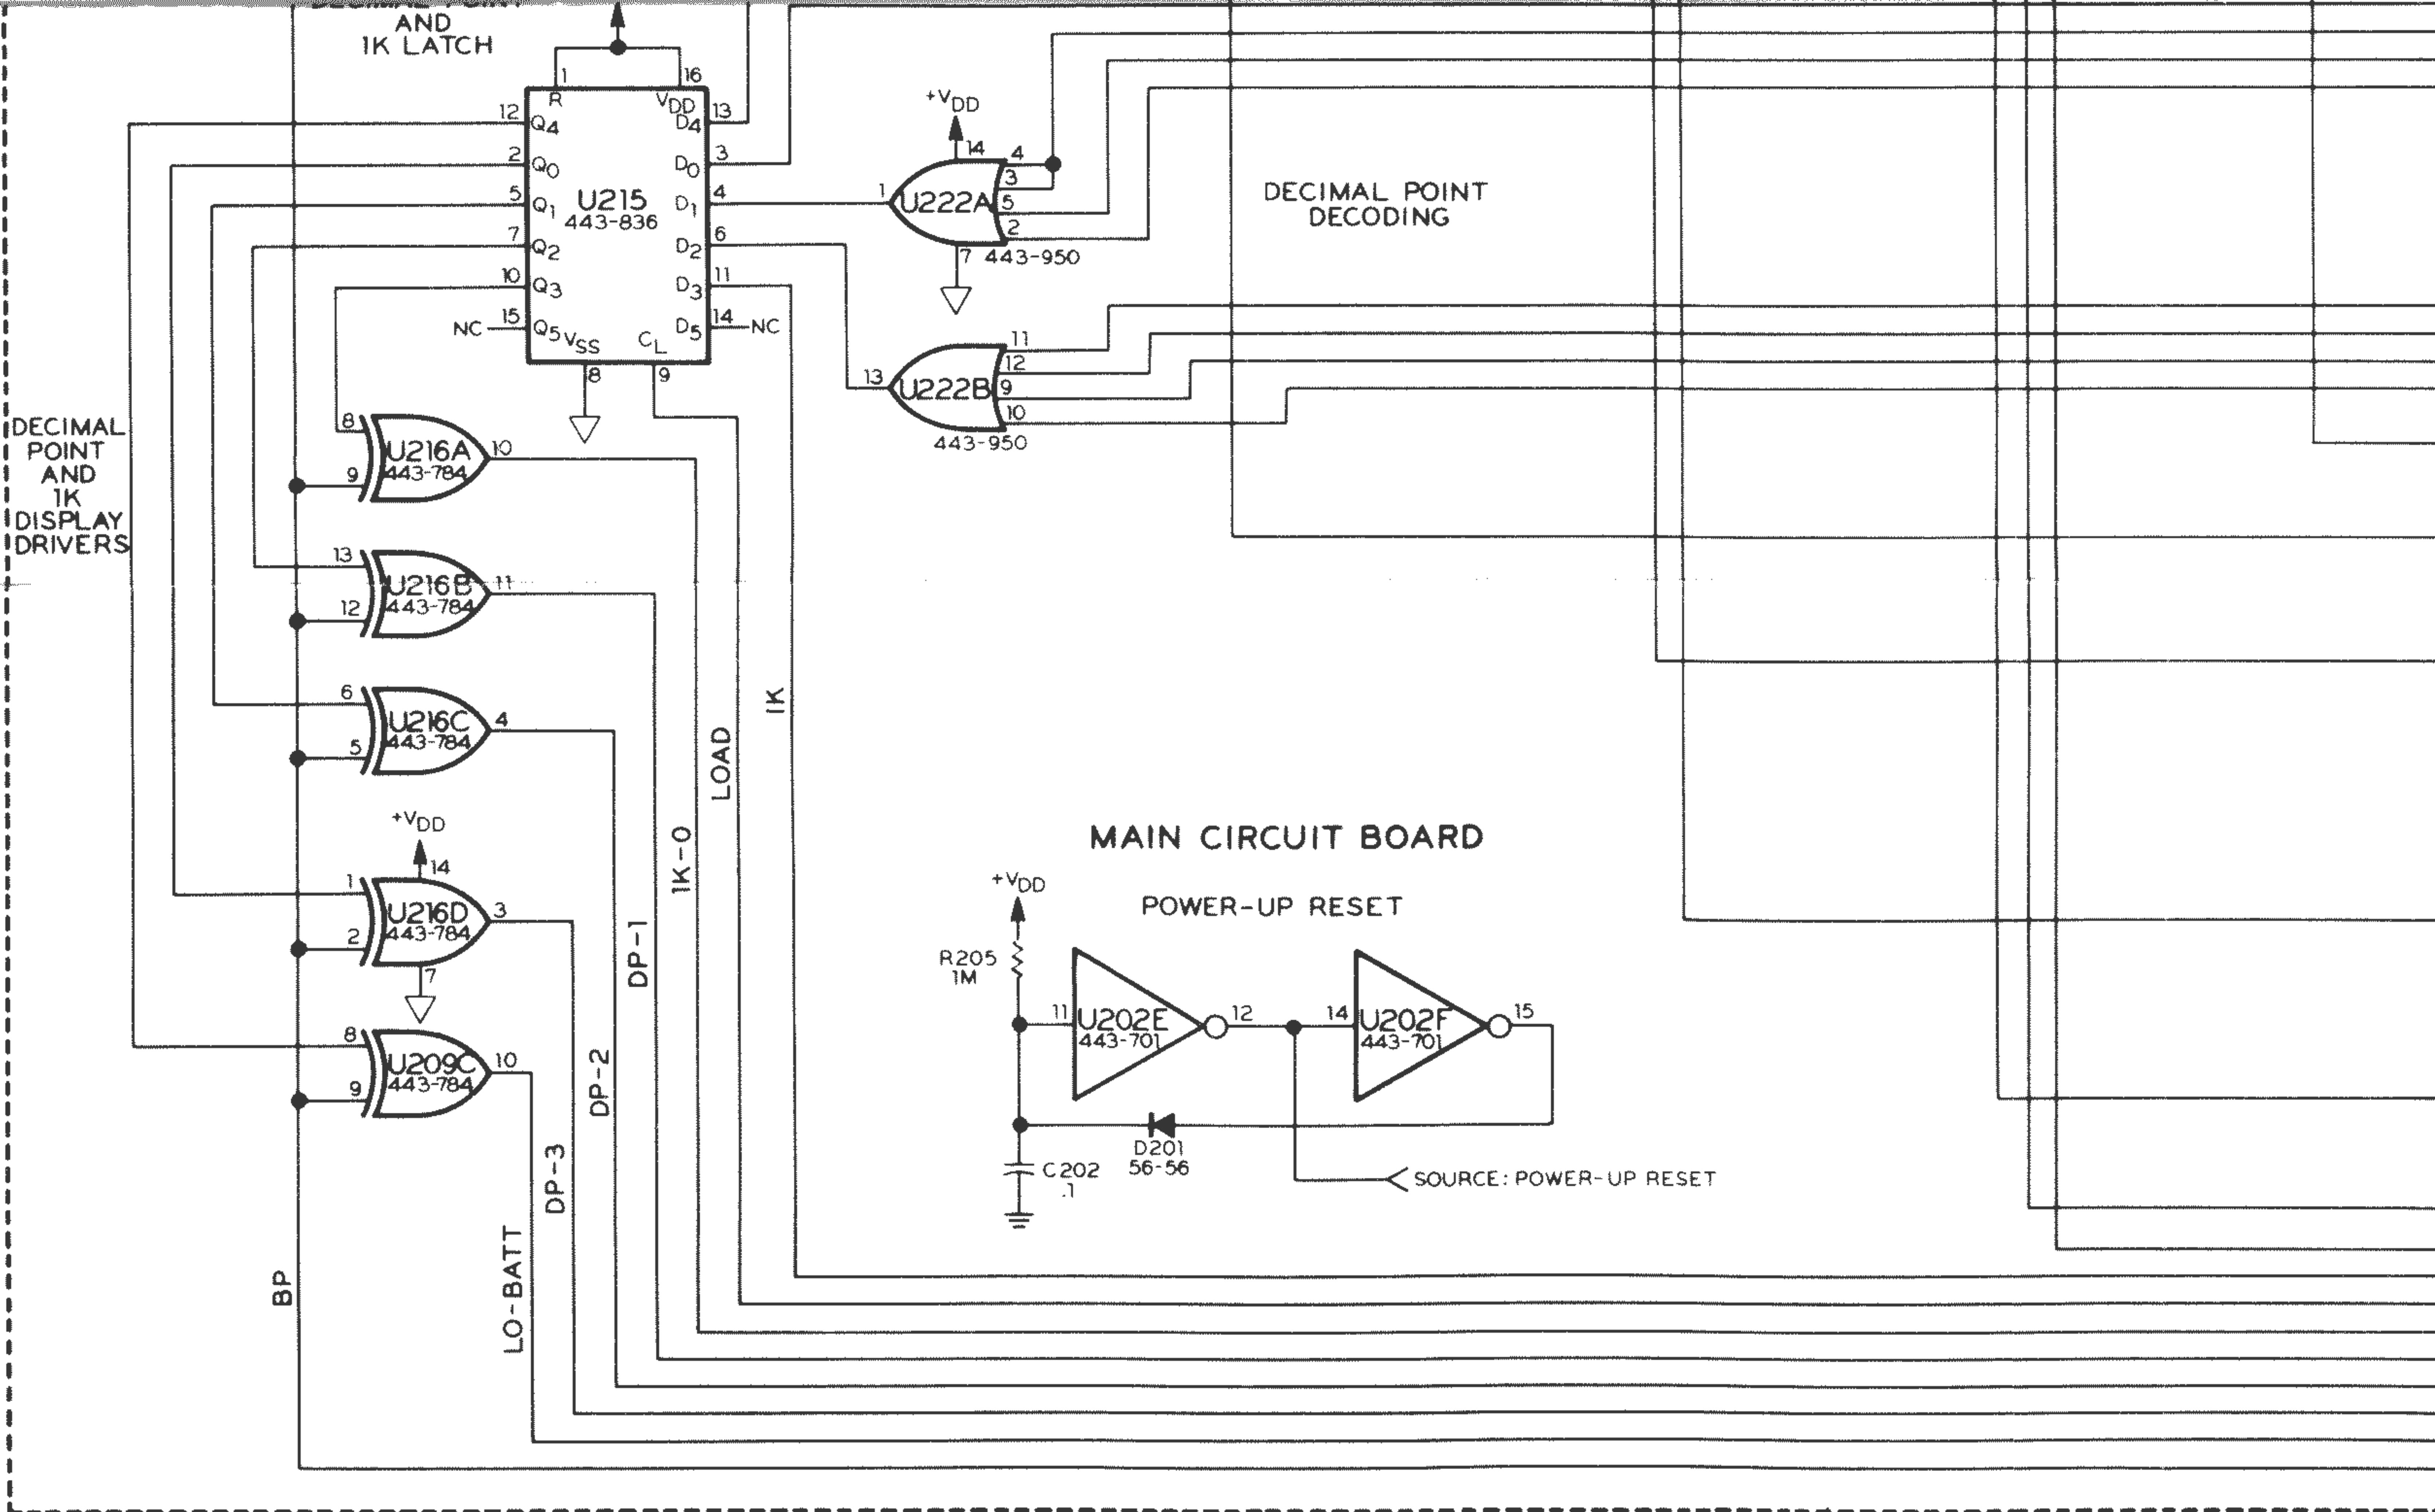 AND
1K LATCH
1
16
R
VDD
12
Q4
D4
13
2
Q0
D0
3
5
Q1
D1
4
U215
443-836
7
Q2
D2
6
10
Q3
D3
11
NC
15
Q5
D5
14
NC
VSS
CL
8
9
+VDD
14
4
3
1
U222A
5
2
7
443-950
DECIMAL POINT
DECODING
11
12
13
U222B
9
10
443-950
DECIMAL
POINT
AND
1K
DISPLAY
DRIVERS
8
U216A
443-784
10
9
13
U216B
443-784
11
12
6
U216C
443-784
4
5
+VDD
14
1
U216D
443-784
3
2
7
8
U209C
443-784
10
9
BP
LO-BATT
DP-3
DP-2
DP-1
1K-0
LOAD
1K
MAIN CIRCUIT BOARD
POWER-UP RESET
+VDD
R205
1M
11
U202E
443-701
12
14
U202F
443-701
15
D201
56-56
C202
.1
SOURCE: POWER-UP RESET